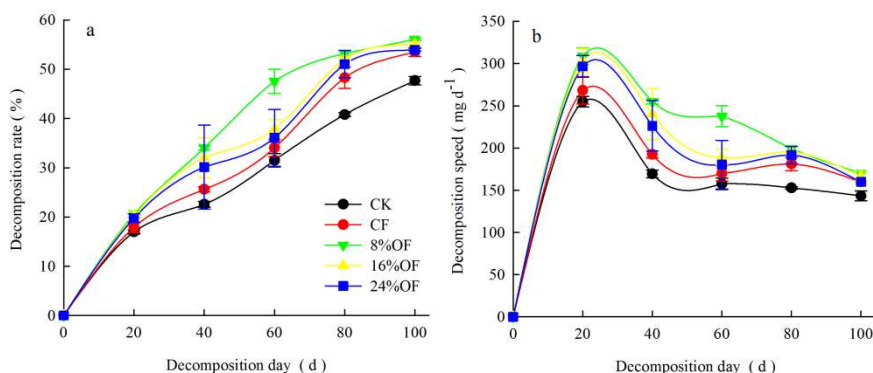 a
Decomposition rate ( % )
60
50
40
30
20
10
0
0 20 40 60 80 100
Decomposition day ( d )
CK
CF
8%OF
16%OF
24%OF
b
Decomposition speed ( mg d⁻¹ )
350
300
250
200
150
100
50
0
0 20 40 60 80 100
Decomposition day ( d )